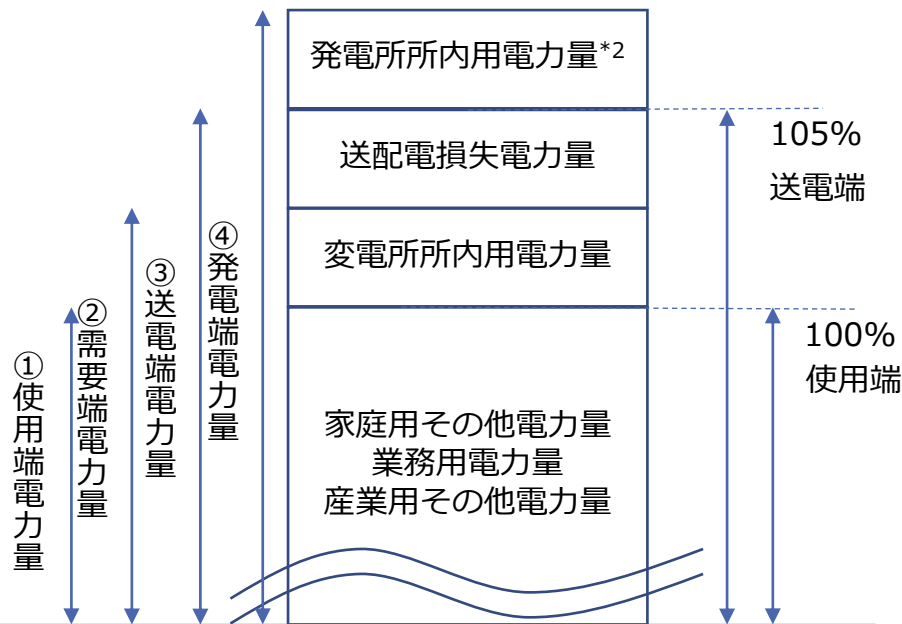 発電所所内用電力量*2
送配電損失電力量
変電所所内用電力量
家庭用その他電力量
業務用電力量
産業用その他電力量
①使用端電力量
②需要端電力量
③送電端電力量
④発電端電力量
105%
送電端
100%
使用端